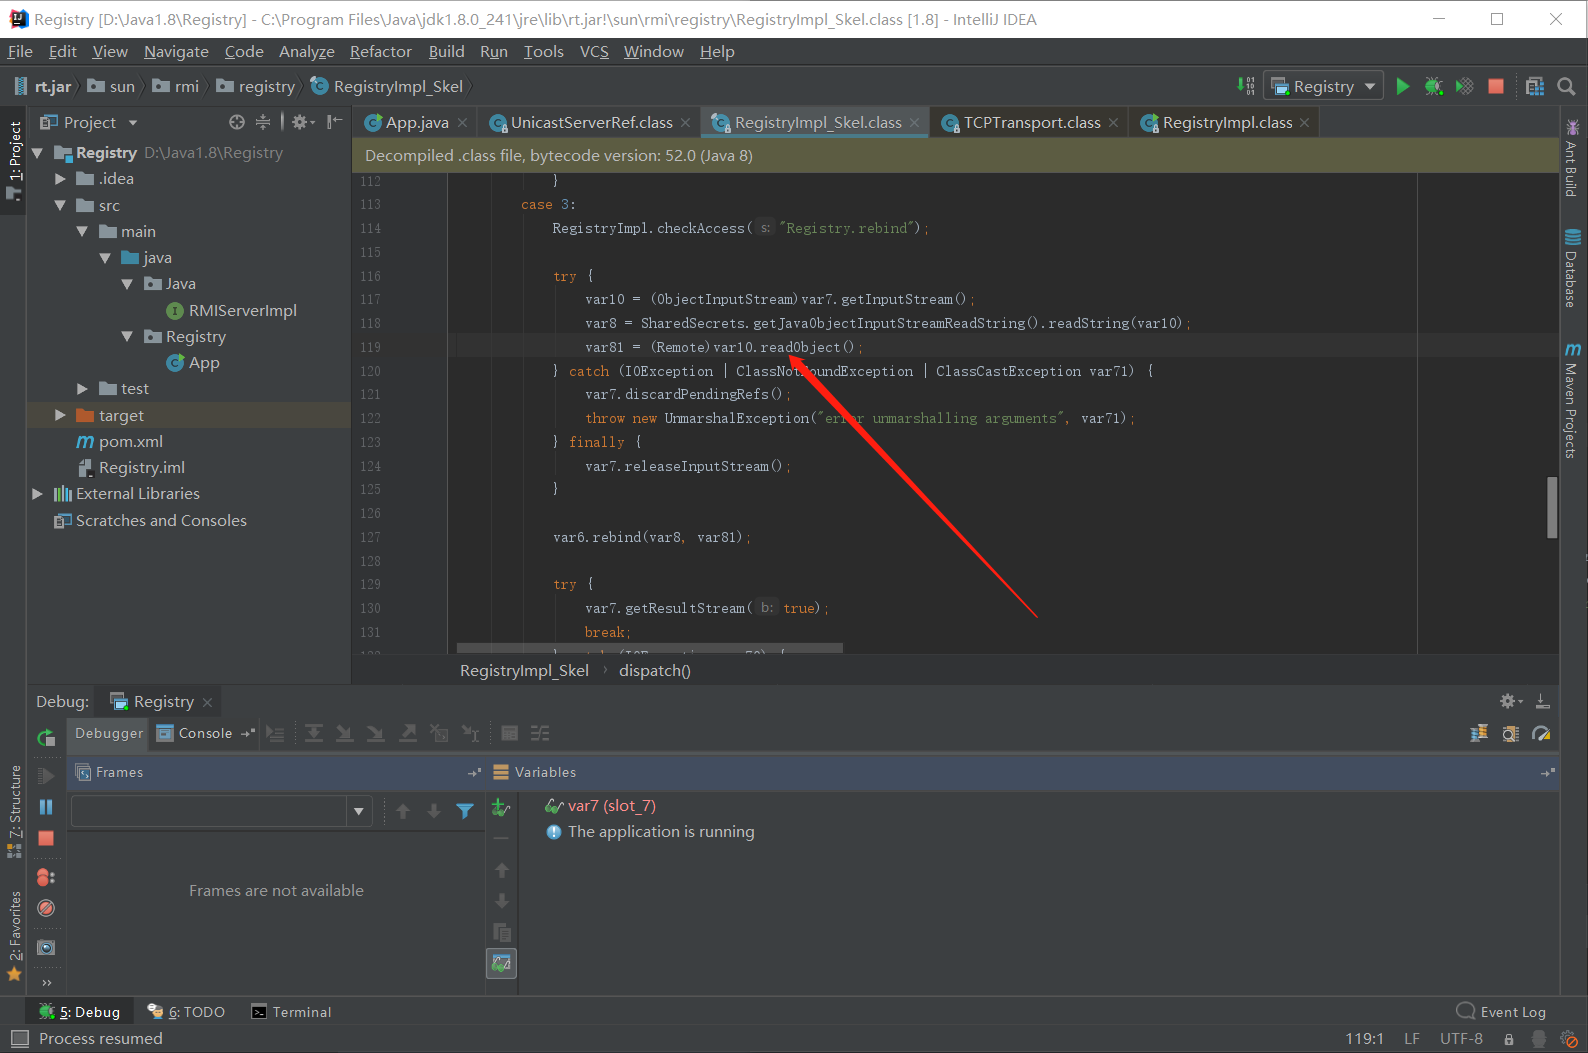 Registry [D:\Java1.8\Registry] - C:\Program Files\Java\jdk1.8.0_241\jre\lib\rt.jar!\sun\rmi\registry\RegistryImpl_Skel.class [1.8] - IntelliJ IDEA
File Edit View Navigate Code Analyze Refactor Build Run Tools VCS Window Help
rt.jar sun rmi registry RegistryImpl_Skel Registry
1: Project
Project
App.java UnicastServerRef.class RegistryImpl_Skel.class TCPTransport.class RegistryImpl.class
Decompiled .class file, bytecode version: 52.0 (Java 8)
Registry D:\Java1.8\Registry
.idea
src
main
java
Java
RMIServerImpl
Registry
App
test
target
pom.xml
Registry.iml
External Libraries
Scratches and Consoles
112 }
113 case 3:
114 RegistryImpl.checkAccess( s: "Registry.rebind");
115
116 try {
117 var10 = (ObjectInputStream)var7.getInputStream();
118 var8 = SharedSecrets.getJavaObjectInputStreamReadString().readString(var10);
119 var81 = (Remote)var10.readObject();
120 } catch (IOException | ClassNotFoundException | ClassCastException var71) {
121 var7.discardPendingRefs();
122 throw new UnmarshalException("error unmarshalling arguments", var71);
123 } finally {
124 var7.releaseInputStream();
125 }
126
127 var6.rebind(var8, var81);
128
129 try {
130 var7.getResultStream( b: true);
131 break;
RegistryImpl_Skel dispatch()
Ant Build
Database
Maven Projects
Debug: Registry
Debugger Console
Frames
Variables
var7 (slot_7)
The application is running
Frames are not available
7: Structure
2: Favorites
5: Debug 6: TODO Terminal Event Log
Process resumed 119:1 LF UTF-8